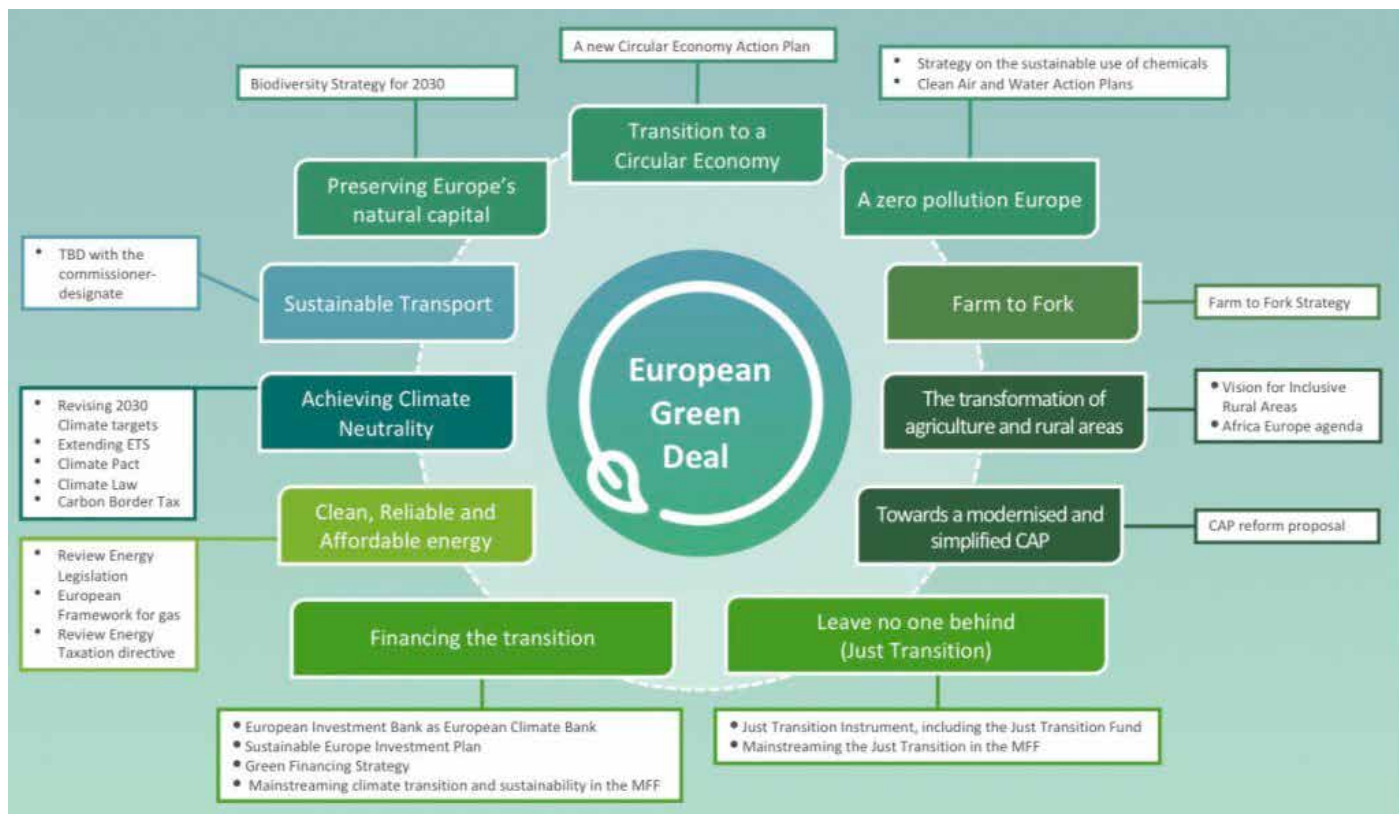 A new Circular Economy Action Plan
Biodiversity Strategy for 2030
• Strategy on the sustainable use of chemicals
• Clean Air and Water Action Plans
Transition to a
Circular Economy
Preserving Europe's
natural capital
A zero pollution Europe
• TBD with the
commissioner-
designate
Sustainable Transport
Farm to Fork
Farm to Fork Strategy
European
Green
Deal
• Revising 2030
Climate targets
• Extending ETS
• Climate Pact
• Climate Law
• Carbon Border Tax
Achieving Climate
Neutrality
The transformation of
agriculture and rural areas
• Vision for Inclusive
Rural Areas
• Africa Europe agenda
Clean, Reliable and
Affordable energy
Towards a modernised and
simplified CAP
CAP reform proposal
• Review Energy
Legislation
• European
Framework for gas
• Review Energy
Taxation directive
Financing the transition
Leave no one behind
(Just Transition)
• European Investment Bank as European Climate Bank
• Sustainable Europe Investment Plan
• Green Financing Strategy
• Mainstreaming climate transition and sustainability in the MFF
• Just Transition Instrument, including the Just Transition Fund
• Mainstreaming the Just Transition in the MFF